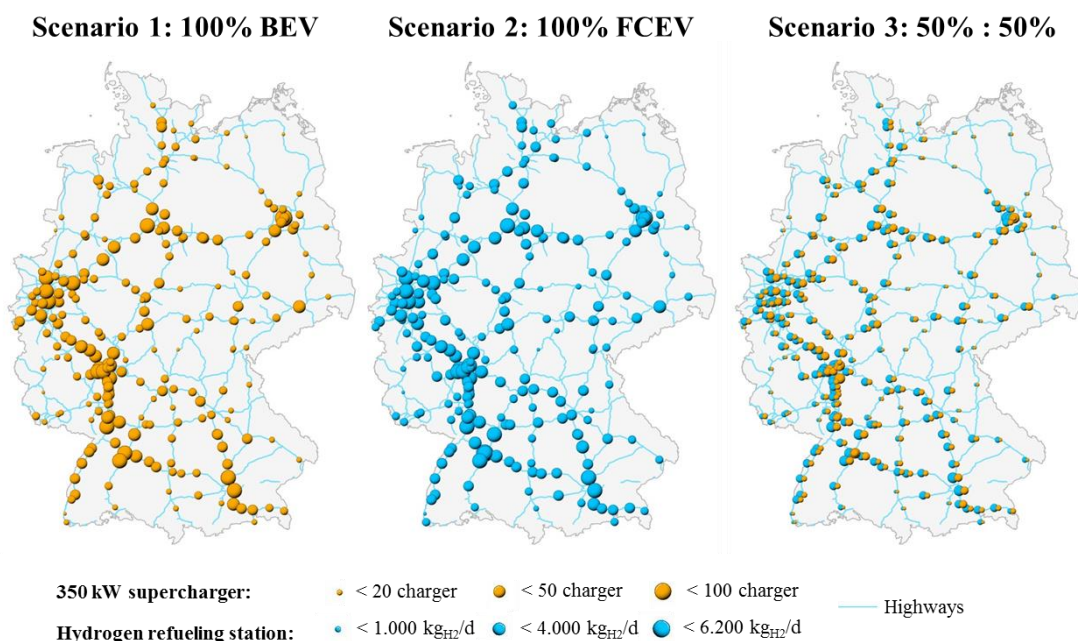 Scenario 1: 100% BEV
Scenario 2: 100% FCEV
Scenario 3: 50% : 50%
350 kW supercharger:
< 20 charger
< 50 charger
< 100 charger
Highways
Hydrogen refueling station:
< 1.000 kgH2/d
< 4.000 kgH2/d
< 6.200 kgH2/d